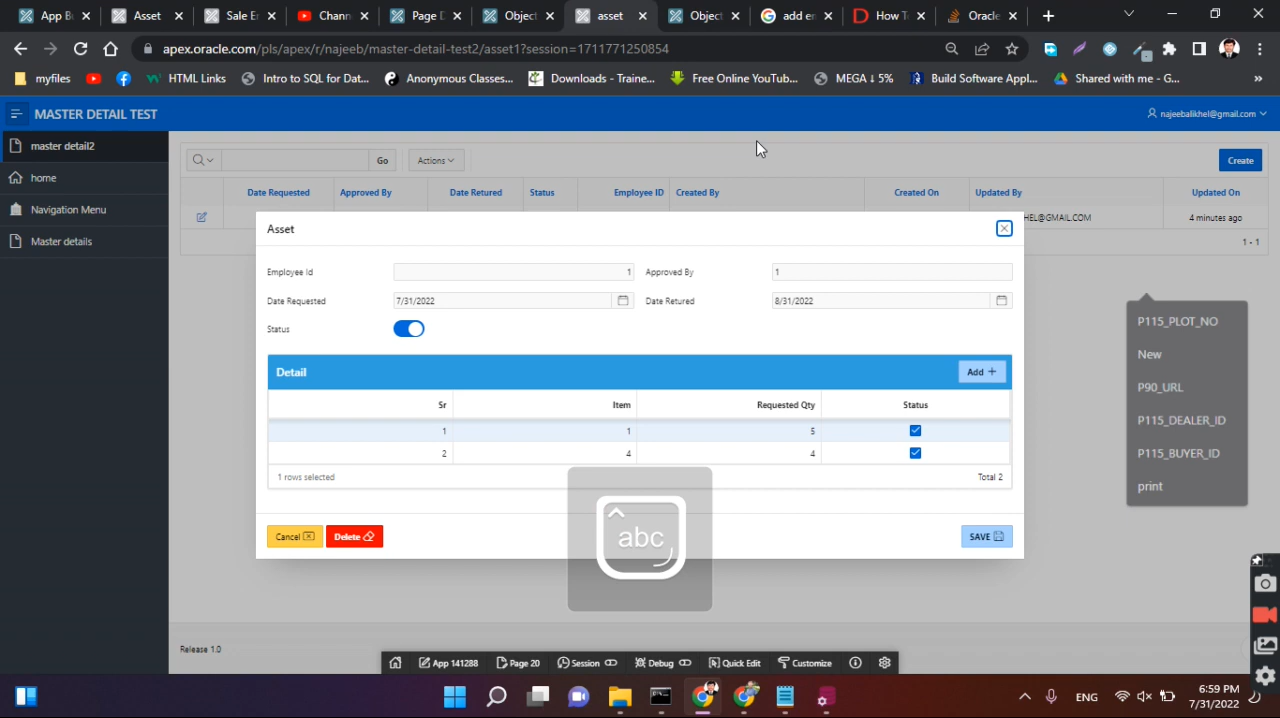 App Bu Asset Sale En Chann Page D Object asset Object add en How T Oracle
apex.oracle.com/pls/apex/r/najeeb/master-detail-test2/asset1?session=1711771250854
myfiles HTML Links Intro to SQL for Dat... Anonymous Classes... Downloads - Traine... Free Online YouTub... MEGA ⇂5% Build Software Appl... Shared with me - G... »
MASTER DETAIL TEST najeebalikhel@gmail.com
master detail2
home
Navigation Menu
Master details
Go Actions Create
Date Requested Approved By Date Retured Status Employee ID Created By Created On Updated By Updated On
HEL@GMAIL.COM 4 minutes ago
1 - 1
Asset
Employee Id 1 Approved By 1
Date Requested 7/31/2022 Date Retured 8/31/2022
Status
Detail Add +
Sr Item Requested Qty Status
1 1 5
2 4 4
1 rows selected Total 2
abc
Cancel Delete SAVE
P115_PLOT_NO
New
P90_URL
P115_DEALER_ID
P115_BUYER_ID
print
Release 1.0
App 141288 Page 20 Session Debug Quick Edit Customize
ENG 6:59 PM
7/31/2022